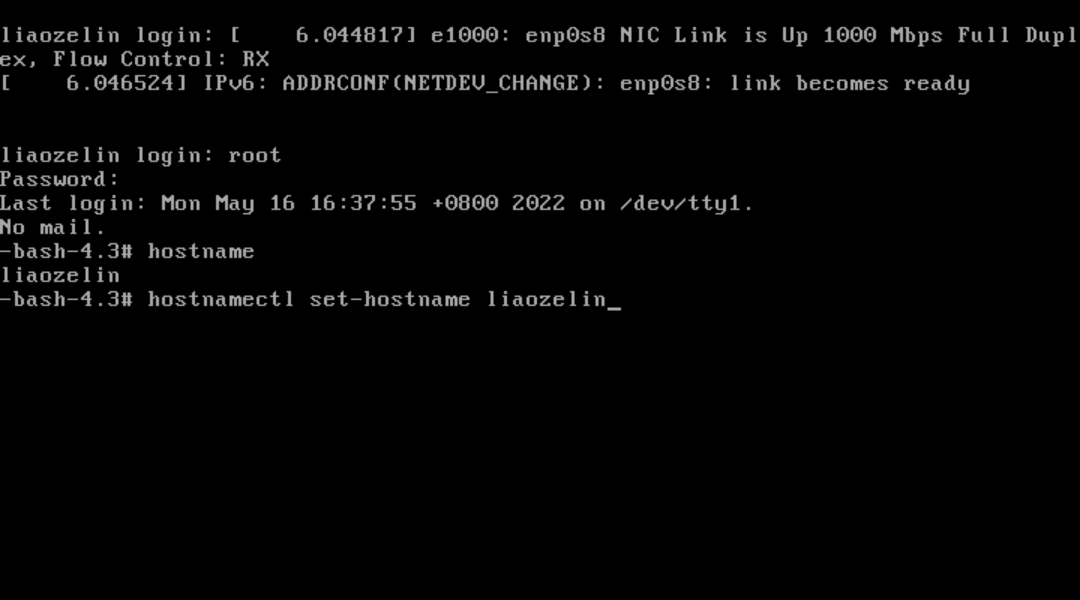 liaozelin login: [    6.044817] e1000: enp0s8 NIC Link is Up 1000 Mbps Full Dupl
ex, Flow Control: RX
[    6.046524] IPv6: ADDRCONF(NETDEV_CHANGE): enp0s8: link becomes ready
liaozelin login: root
Password:
Last login: Mon May 16 16:37:55 +0800 2022 on /dev/tty1.
No mail.
-bash-4.3# hostname
liaozelin
-bash-4.3# hostnamectl set-hostname liaozelin_